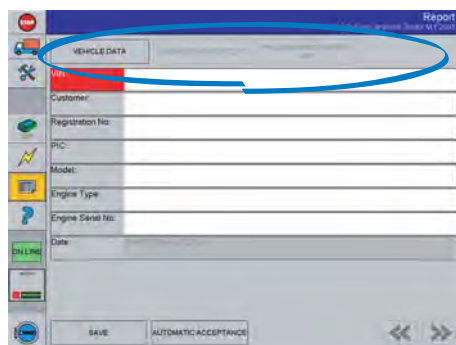 Report
STOP
VEHICLE DATA
VIN:
Customer:
Registration No:
PIC:
Model:
Engine Type:
Engine Serial No:
Date
ON LINE
SAVE
AUTOMATIC ACCEPTANCE